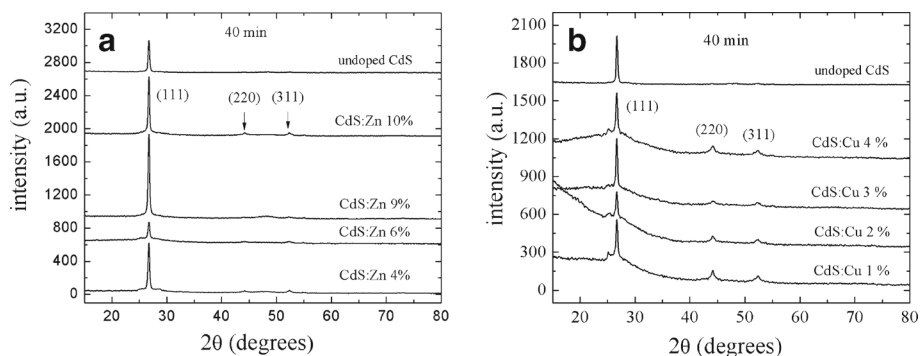 a
40 min
undoped CdS
(111)
(220)
(311)
CdS:Zn 10%
CdS:Zn 9%
CdS:Zn 6%
CdS:Zn 4%
3200
2800
2400
2000
1600
1200
800
400
0
20 30 40 50 60 70 80
intensity (a.u.)
2θ (degrees)
b
40 min
undoped CdS
(111)
(220)
(311)
CdS:Cu 4 %
CdS:Cu 3 %
CdS:Cu 2 %
CdS:Cu 1 %
2100
1800
1500
1200
900
600
300
0
20 30 40 50 60 70 80
intensity (a.u.)
2θ (degrees)